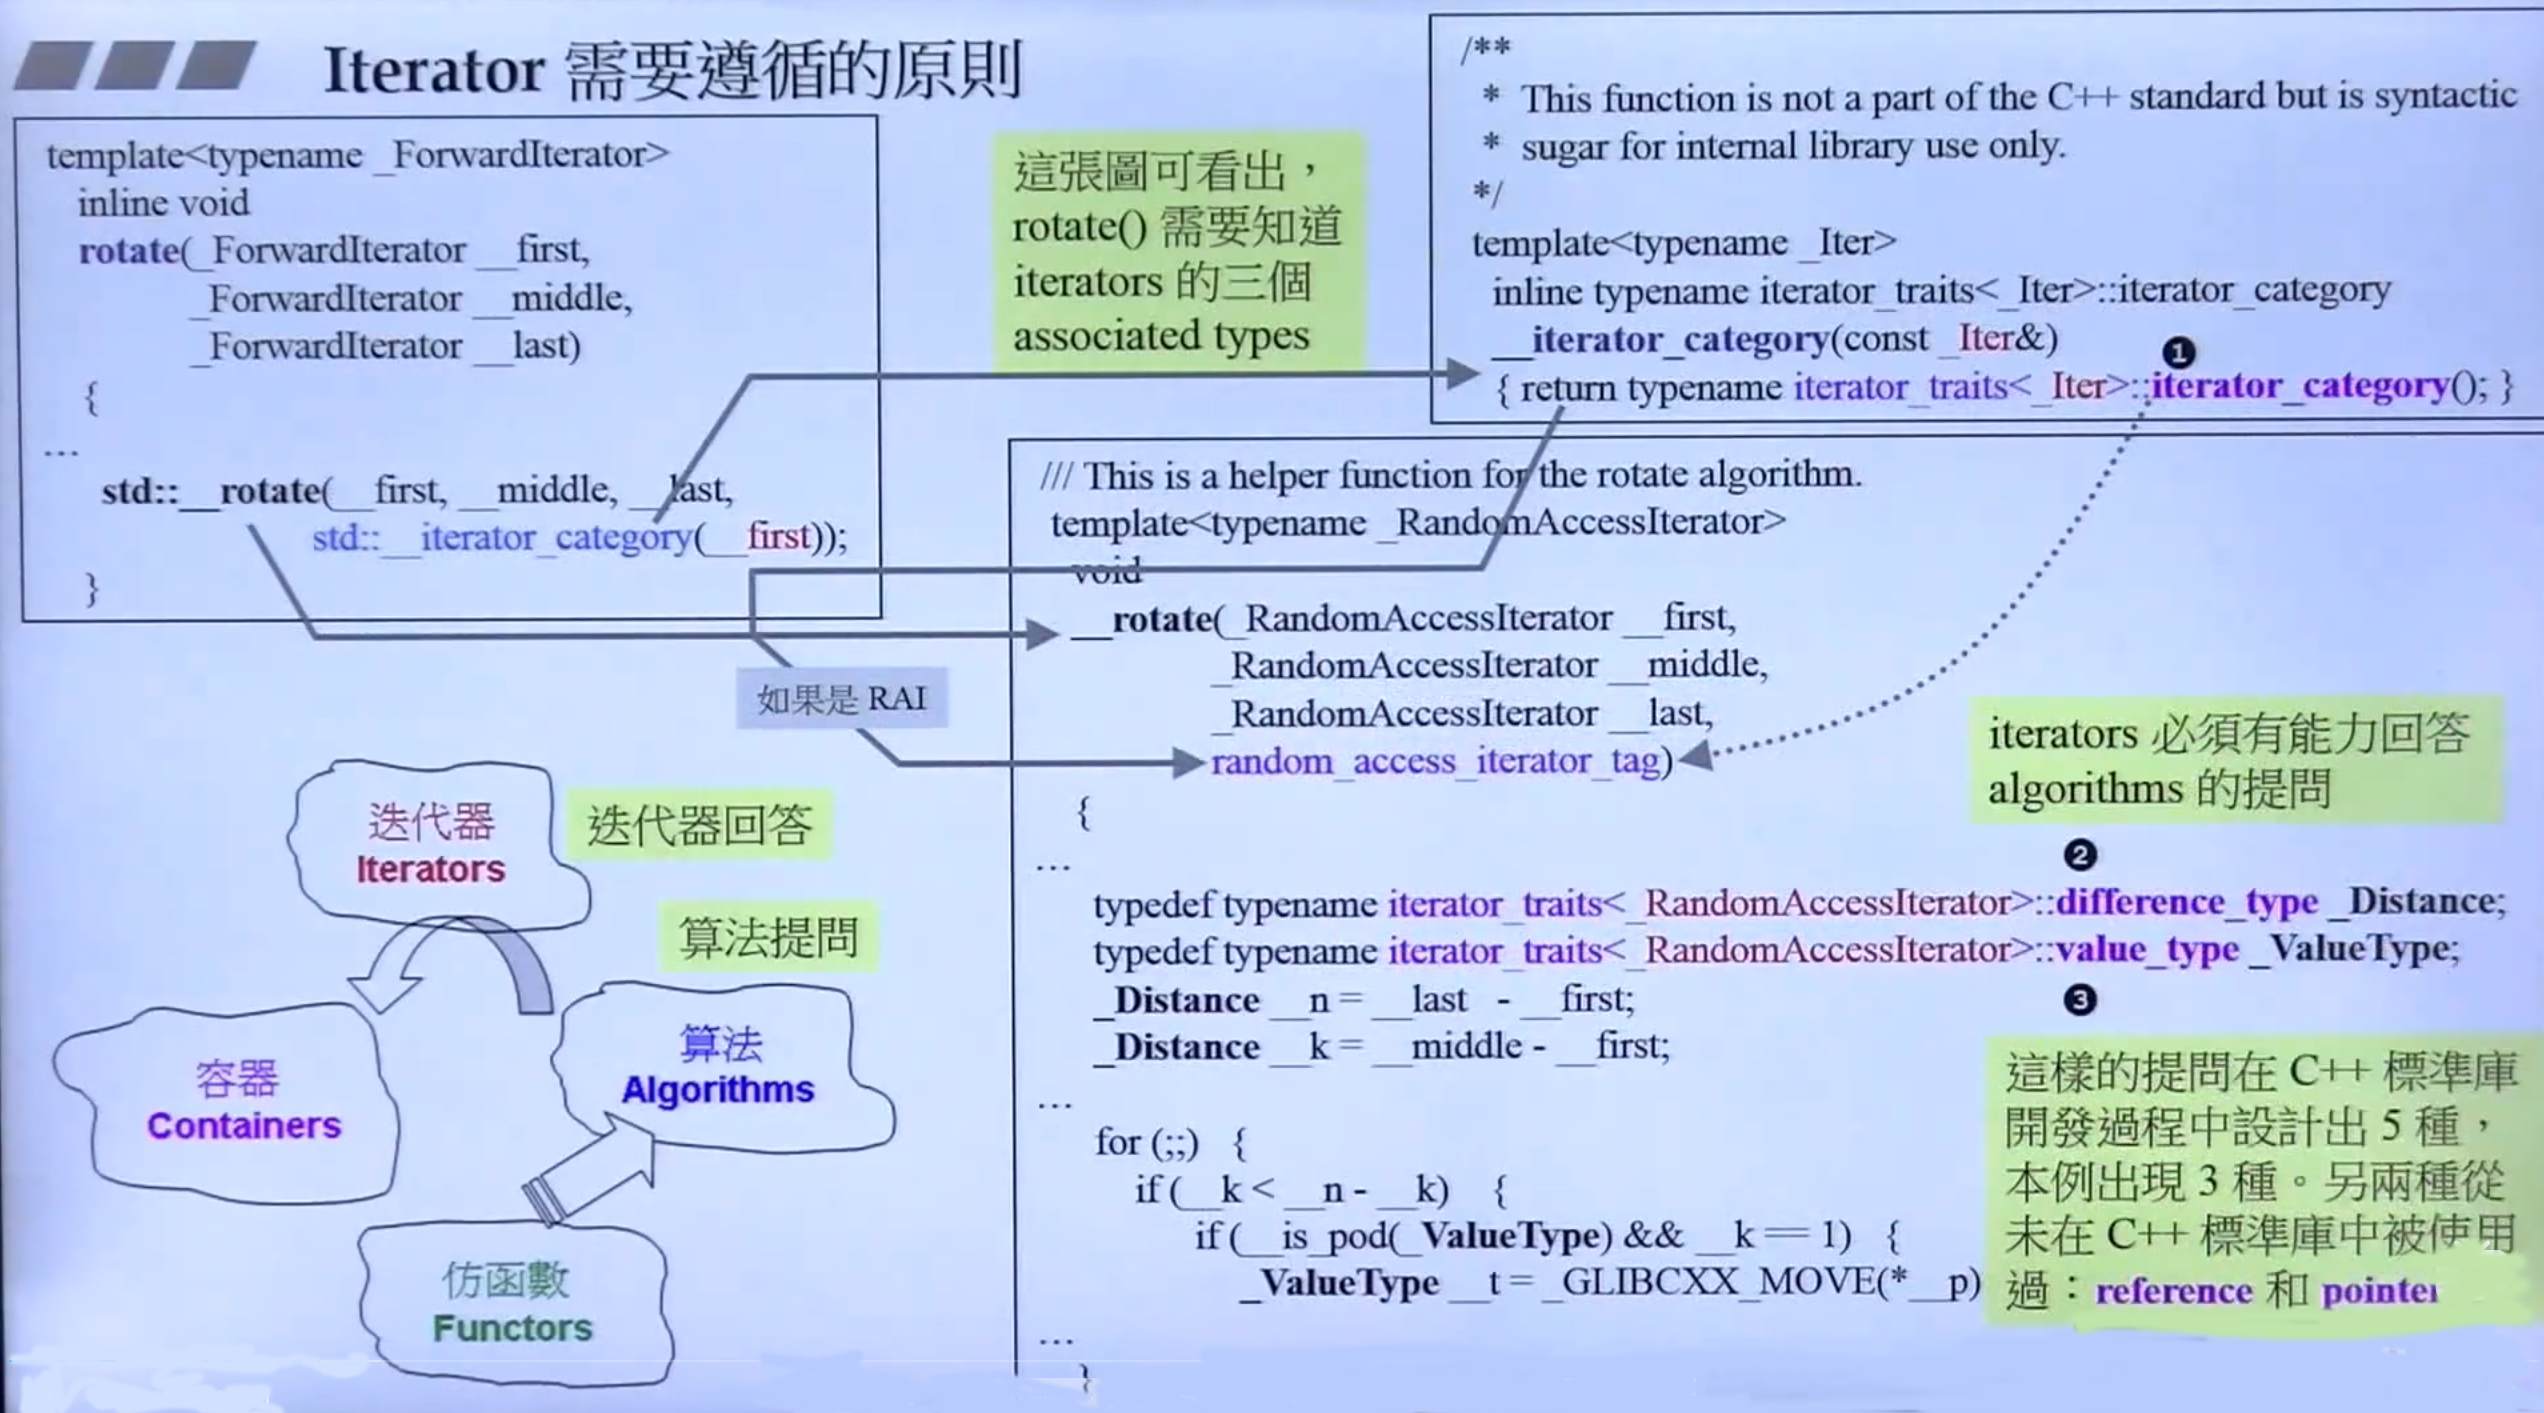 Iterator 需要遵循的原則
template<typename _ForwardIterator>
inline void
rotate(_ForwardIterator __first,
_ForwardIterator __middle,
_ForwardIterator __last)
{
...
std::__rotate(__first, __middle, __last,
std::__iterator_category(__first));
}
這張圖可看出，
rotate() 需要知道
iterators 的三個
associated types
/**
* This function is not a part of the C++ standard but is syntactic
* sugar for internal library use only.
*/
template<typename _Iter>
inline typename iterator_traits<_Iter>::iterator_category
__iterator_category(const _Iter&)
❶
{ return typename iterator_traits<_Iter>::iterator_category(); }
/// This is a helper function for the rotate algorithm.
template<typename _RandomAccessIterator>
void
__rotate(_RandomAccessIterator __first,
_RandomAccessIterator __middle,
_RandomAccessIterator __last,
random_access_iterator_tag)
{
...
❷
typedef typename iterator_traits<_RandomAccessIterator>::difference_type _Distance;
typedef typename iterator_traits<_RandomAccessIterator>::value_type _ValueType;
❸
_Distance __n = __last - __first;
_Distance __k = __middle - __first;
...
for (;;) {
if (__k < __n - __k) {
if (__is_pod(_ValueType) && __k == 1) {
_ValueType __t = _GLIBCXX_MOVE(*__p)
...
}
如果是 RAI
iterators 必須有能力回答
algorithms 的提問
這樣的提問在 C++ 標準庫
開發過程中設計出 5 種，
本例出現 3 種。另兩種從
未在 C++ 標準庫中被使用
過：reference 和 pointer
迭代器
Iterators
迭代器回答
算法提問
容器
Containers
算法
Algorithms
仿函數
Functors